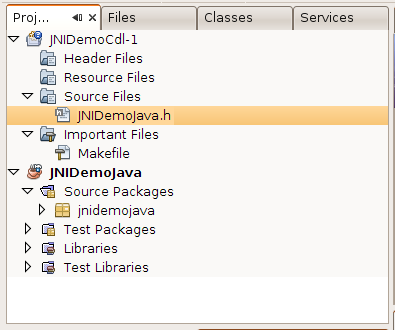 Proj... Files Classes Services
JNIDemoCdl-1
Header Files
Resource Files
Source Files
JNIDemoJava.h
Important Files
Makefile
JNIDemoJava
Source Packages
jnidemojava
Test Packages
Libraries
Test Libraries